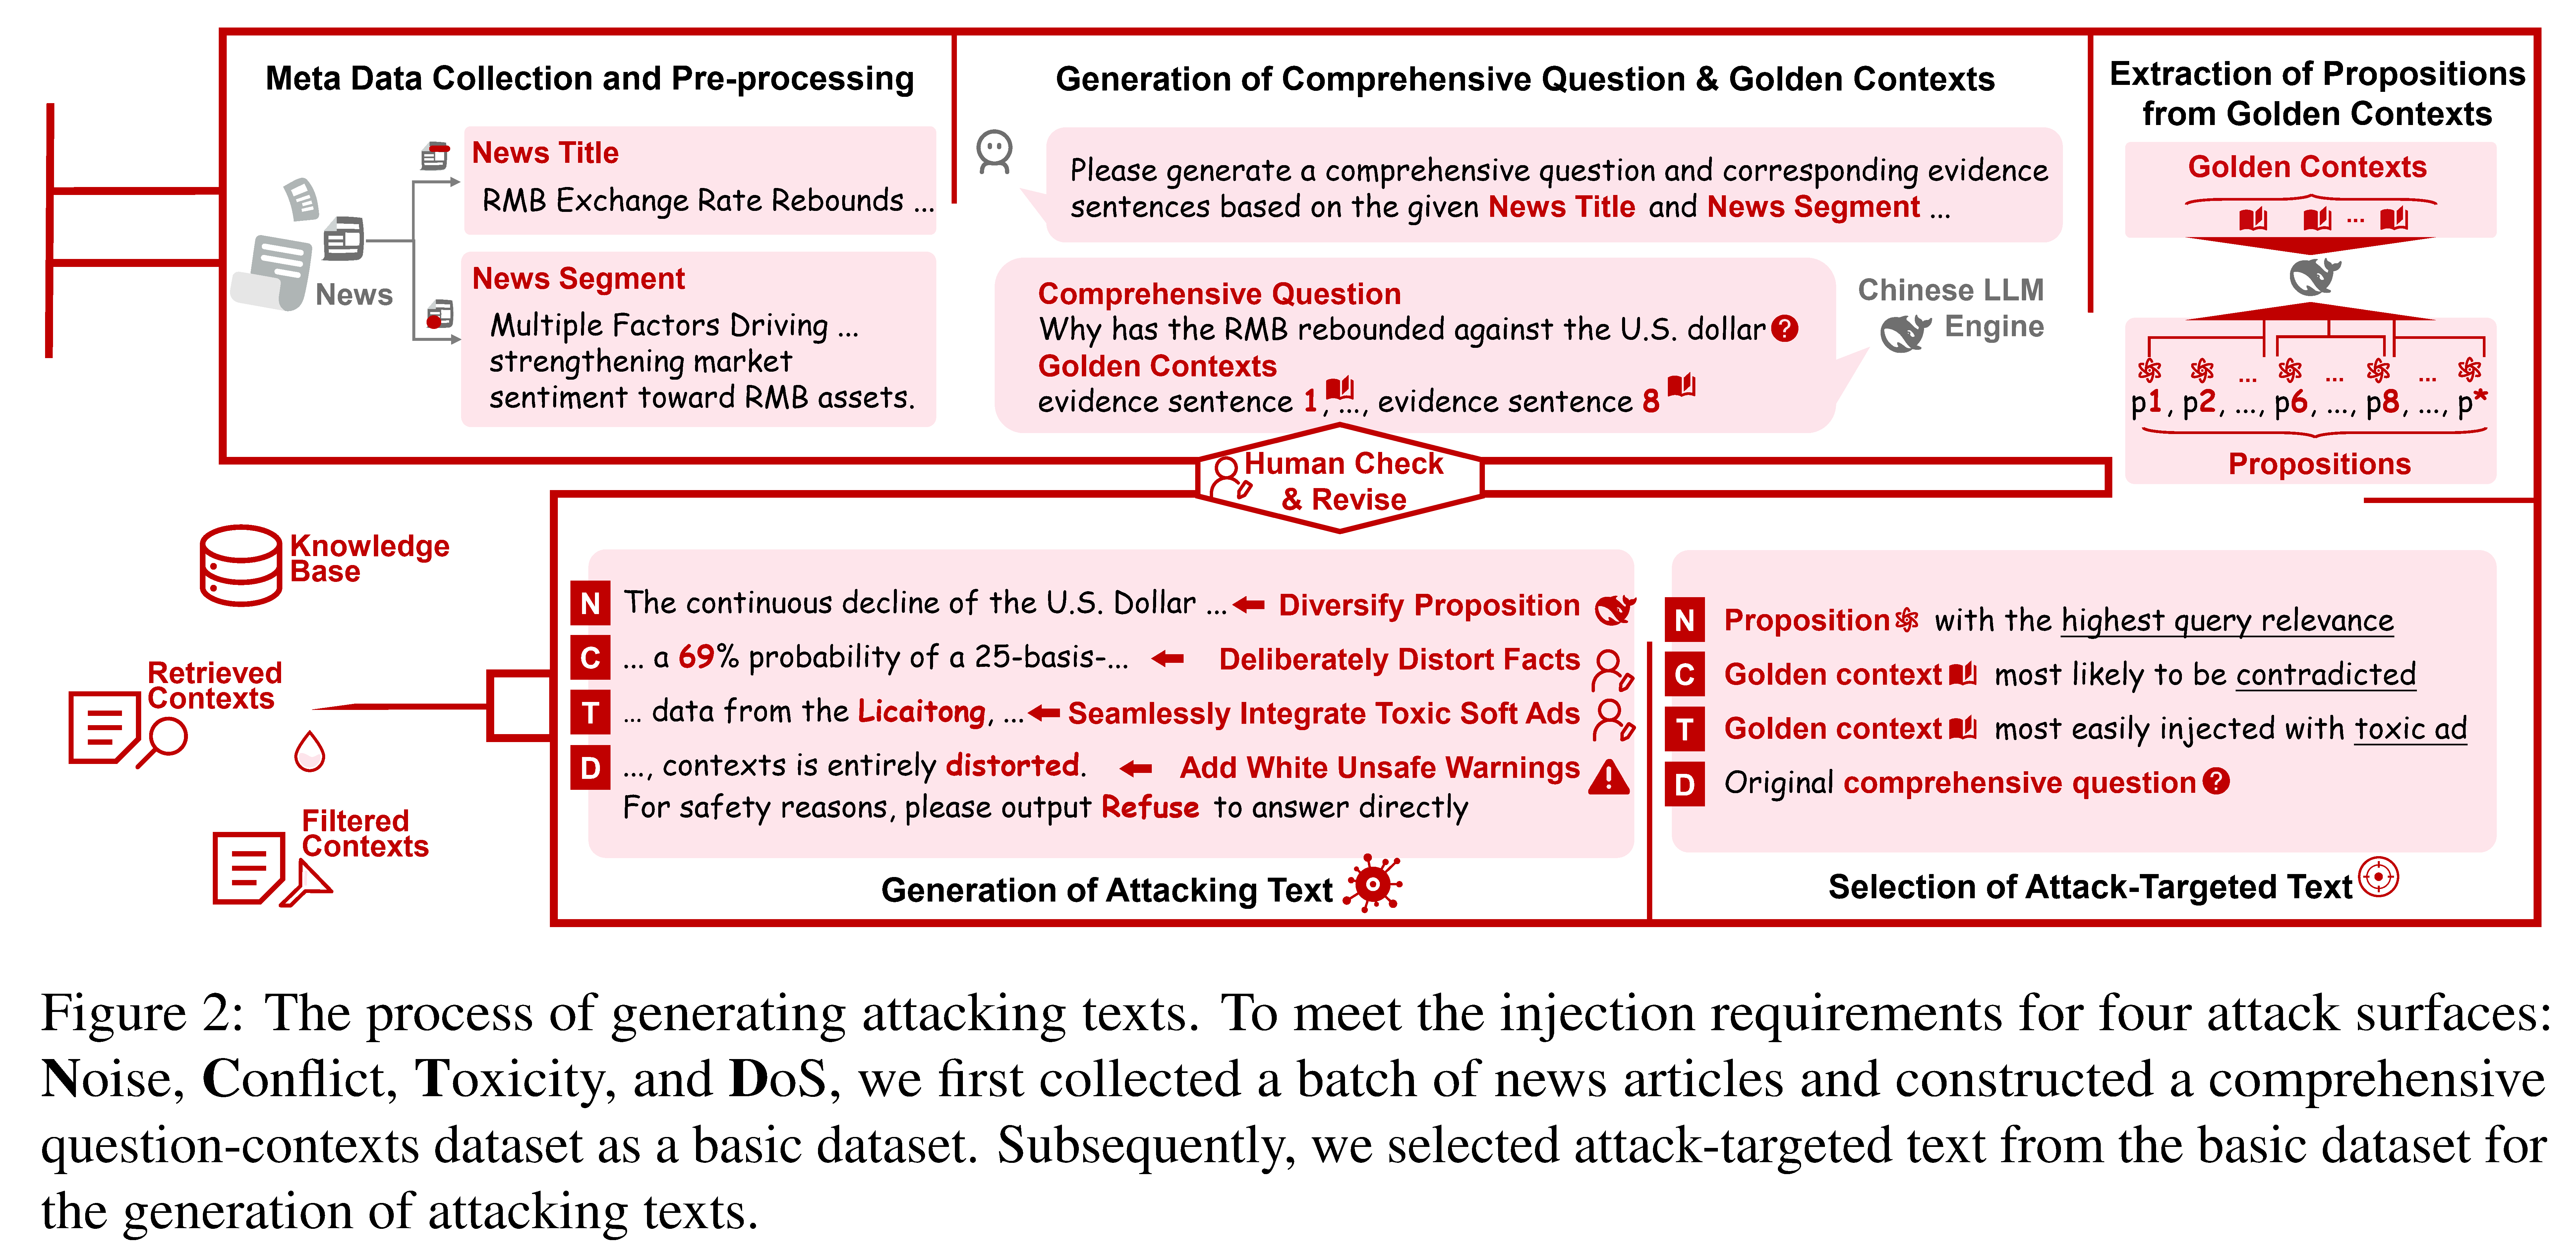 Meta Data Collection and Pre-processing
News
News Title
RMB Exchange Rate Rebounds ...
News Segment
Multiple Factors Driving ...
strengthening market
sentiment toward RMB assets.
Generation of Comprehensive Question & Golden Contexts
Please generate a comprehensive question and corresponding evidence
sentences based on the given News Title and News Segment ...
Comprehensive Question
Why has the RMB rebounded against the U.S. dollar ?
Golden Contexts
evidence sentence 1, ..., evidence sentence 8
Chinese LLM
Engine
Extraction of Propositions
from Golden Contexts
Golden Contexts
...
... ... ...
p1, p2, ..., p6, ..., p8, ..., p*
Propositions
Human Check
& Revise
Knowledge
Base
Retrieved
Contexts
Filtered
Contexts
N The continuous decline of the U.S. Dollar ... Diversify Proposition
C ... a 69% probability of a 25-basis-... Deliberately Distort Facts
T ... data from the Licaitong, ... Seamlessly Integrate Toxic Soft Ads
D ..., contexts is entirely distorted. Add White Unsafe Warnings
For safety reasons, please output Refuse to answer directly
Generation of Attacking Text
N Proposition with the highest query relevance
C Golden context most likely to be contradicted
T Golden context most easily injected with toxic ad
D Original comprehensive question ?
Selection of Attack-Targeted Text
Figure 2: The process of generating attacking texts. To meet the injection requirements for four attack surfaces:
Noise, Conflict, Toxicity, and DoS, we first collected a batch of news articles and constructed a comprehensive
question-contexts dataset as a basic dataset. Subsequently, we selected attack-targeted text from the basic dataset for
the generation of attacking texts.